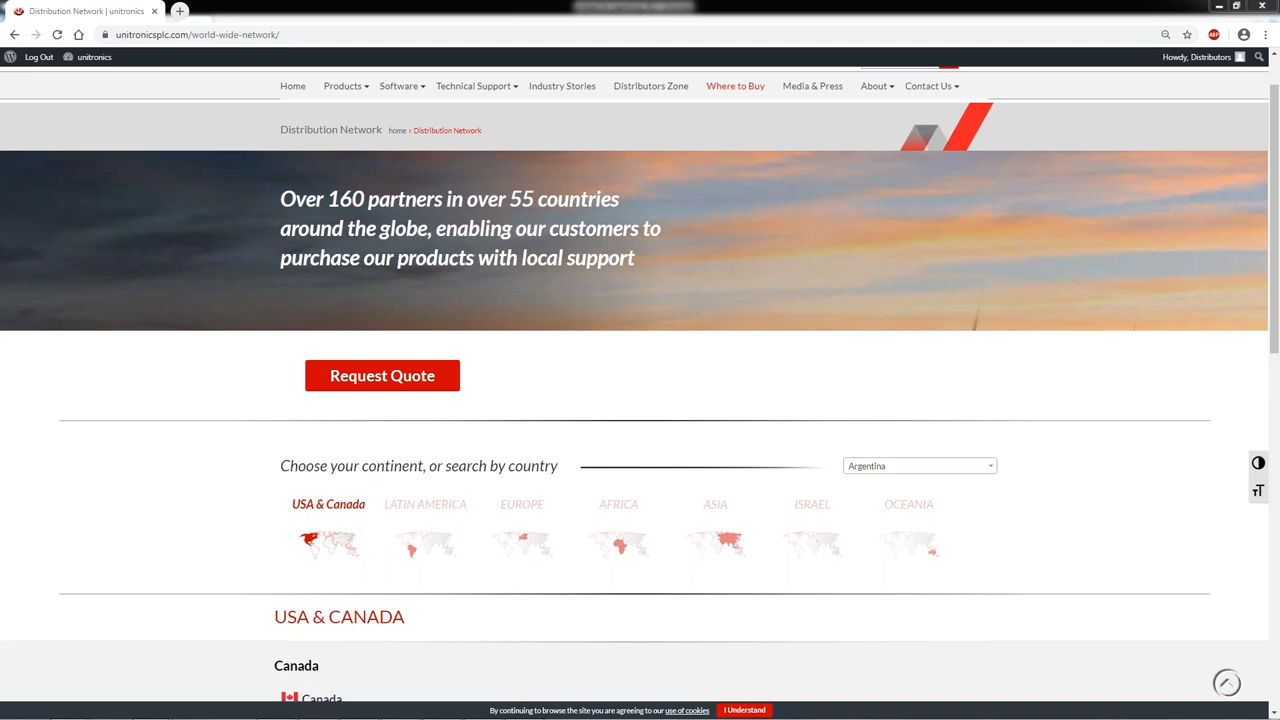 Distribution Network | unitronics
unitronicsplc.com/world-wide-network/
ABP
Log Out
unitronics
Howdy, Distributors
Home
Products
Software
Technical Support
Industry Stories
Distributors Zone
Where to Buy
Media & Press
About
Contact Us
Distribution Network
home > Distribution Network
Over 160 partners in over 55 countries
around the globe, enabling our customers to
purchase our products with local support
Request Quote
Choose your continent, or search by country
Argentina
USA & Canada
LATIN AMERICA
EUROPE
AFRICA
ASIA
ISRAEL
OCEANIA
USA & CANADA
Canada
Canada
By continuing to browse the site you are agreeing to our use of cookies
I Understand